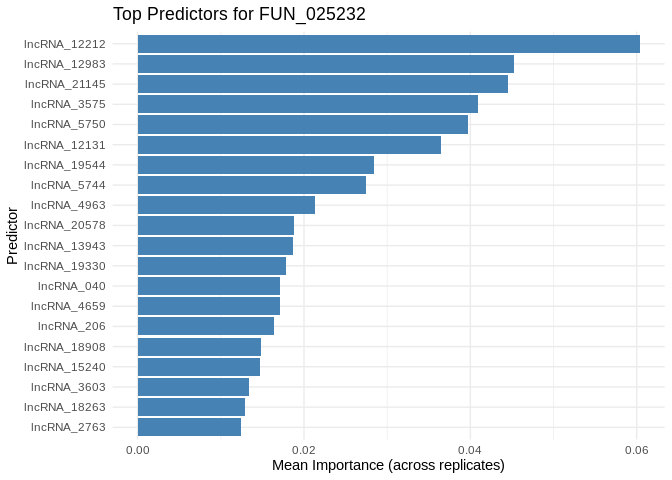 Top Predictors for FUN_025232
Predictor
lncRNA_12212
lncRNA_12983
lncRNA_21145
lncRNA_3575
lncRNA_5750
lncRNA_12131
lncRNA_19544
lncRNA_5744
lncRNA_4963
lncRNA_20578
lncRNA_13943
lncRNA_19330
lncRNA_040
lncRNA_4659
lncRNA_206
lncRNA_18908
lncRNA_15240
lncRNA_3603
lncRNA_18263
lncRNA_2763
0.00 0.02 0.04 0.06
Mean Importance (across replicates)